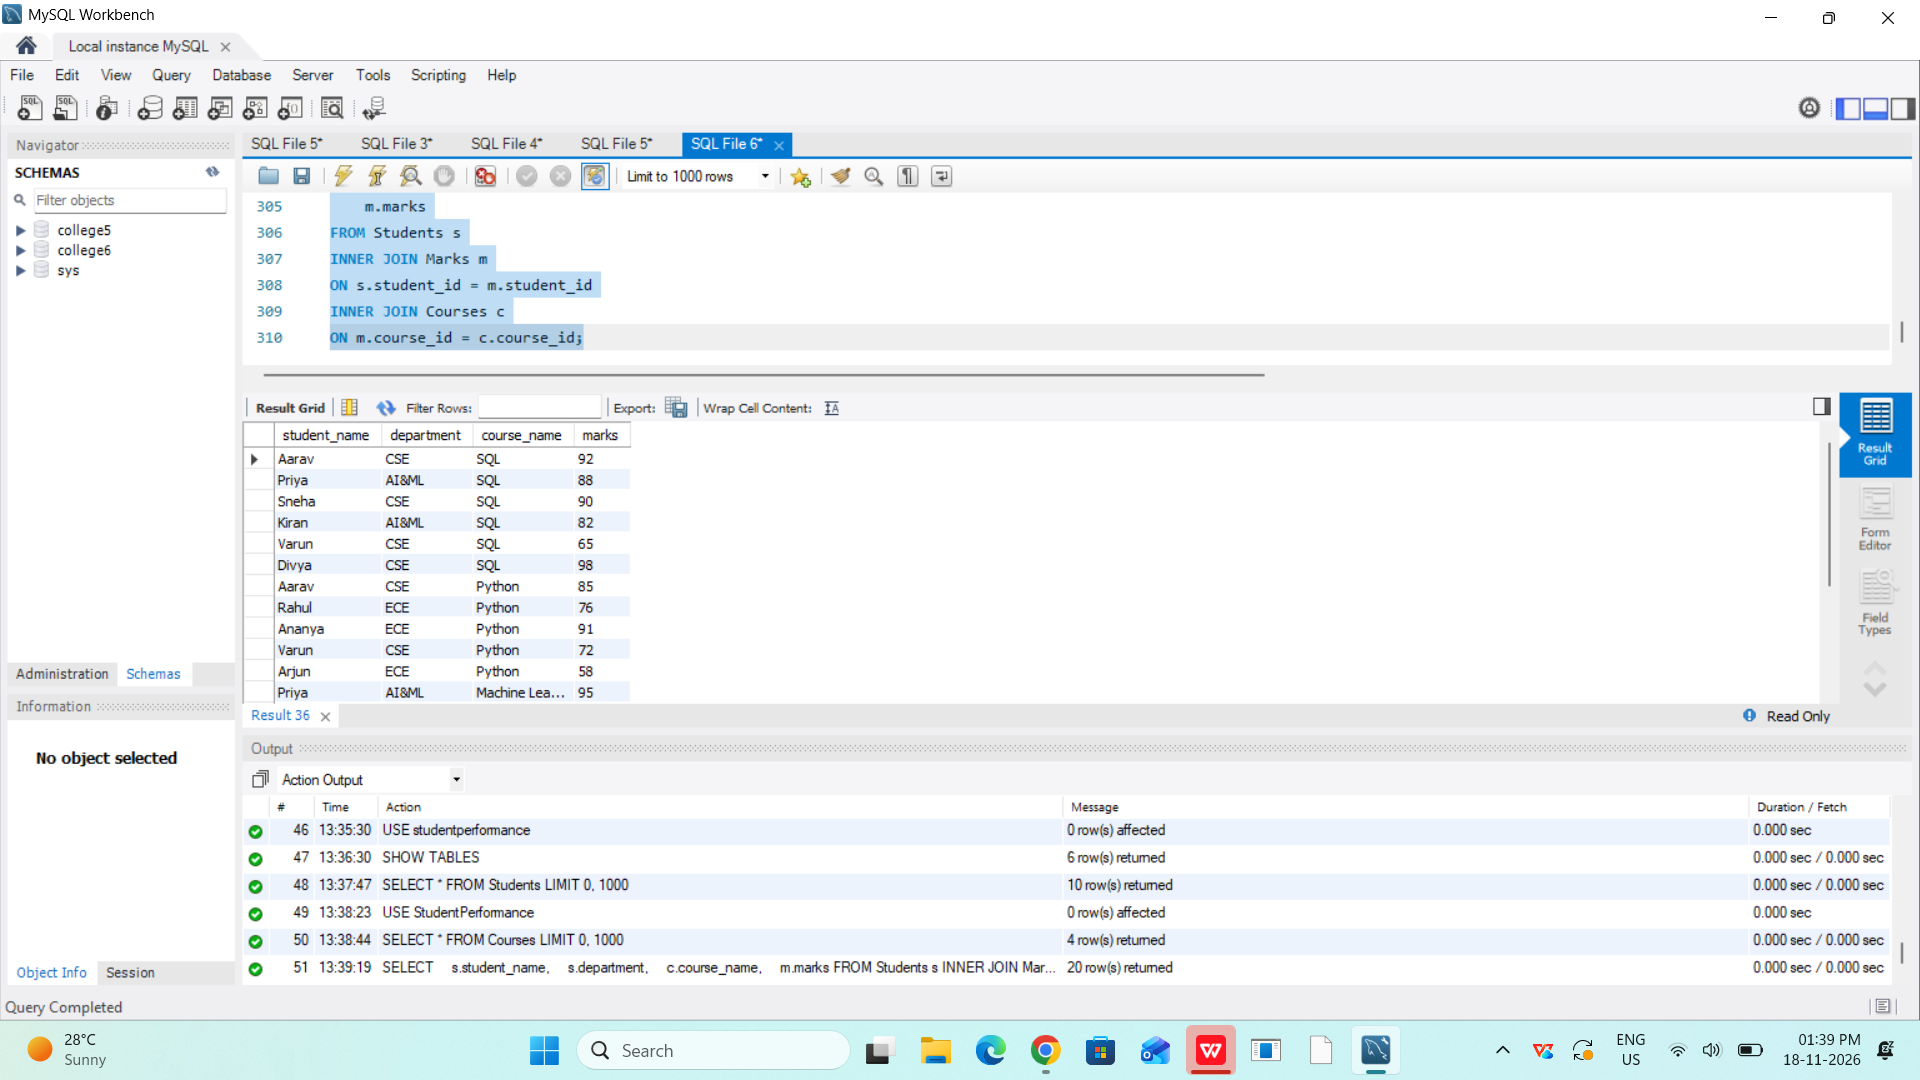 MySQL Workbench
Local instance MySQL
File Edit View Query Database Server Tools Scripting Help
Navigator
SCHEMAS
Filter objects
college5
college6
sys
Administration Schemas
Information
No object selected
Object Info Session
SQL File 5* SQL File 3* SQL File 4* SQL File 5* SQL File 6*
Limit to 1000 rows
305 m.marks
306 FROM Students s
307 INNER JOIN Marks m
308 ON s.student_id = m.student_id
309 INNER JOIN Courses c
310 ON m.course_id = c.course_id;
Result Grid Filter Rows: Export: Wrap Cell Content:
student_name department course_name marks
Aarav CSE SQL 92
Priya AI&ML SQL 88
Sneha CSE SQL 90
Kiran AI&ML SQL 82
Varun CSE SQL 65
Divya CSE SQL 98
Aarav CSE Python 85
Rahul ECE Python 76
Ananya ECE Python 91
Varun CSE Python 72
Arjun ECE Python 58
Priya AI&ML Machine Lea... 95
Result
Grid
Form
Editor
Field
Types
Result 36
Read Only
Output
Action Output
# Time Action Message Duration / Fetch
46 13:35:30 USE studentperformance 0 row(s) affected 0.000 sec
47 13:36:30 SHOW TABLES 6 row(s) returned 0.000 sec / 0.000 sec
48 13:37:47 SELECT * FROM Students LIMIT 0, 1000 10 row(s) returned 0.000 sec / 0.000 sec
49 13:38:23 USE StudentPerformance 0 row(s) affected 0.000 sec
50 13:38:44 SELECT * FROM Courses LIMIT 0, 1000 4 row(s) returned 0.000 sec / 0.000 sec
51 13:39:19 SELECT s.student_name, s.department, c.course_name, m.marks FROM Students s INNER JOIN Mar... 20 row(s) returned 0.000 sec / 0.000 sec
Query Completed
28°C
Sunny
Search
ENG
US
01:39 PM
18-11-2026